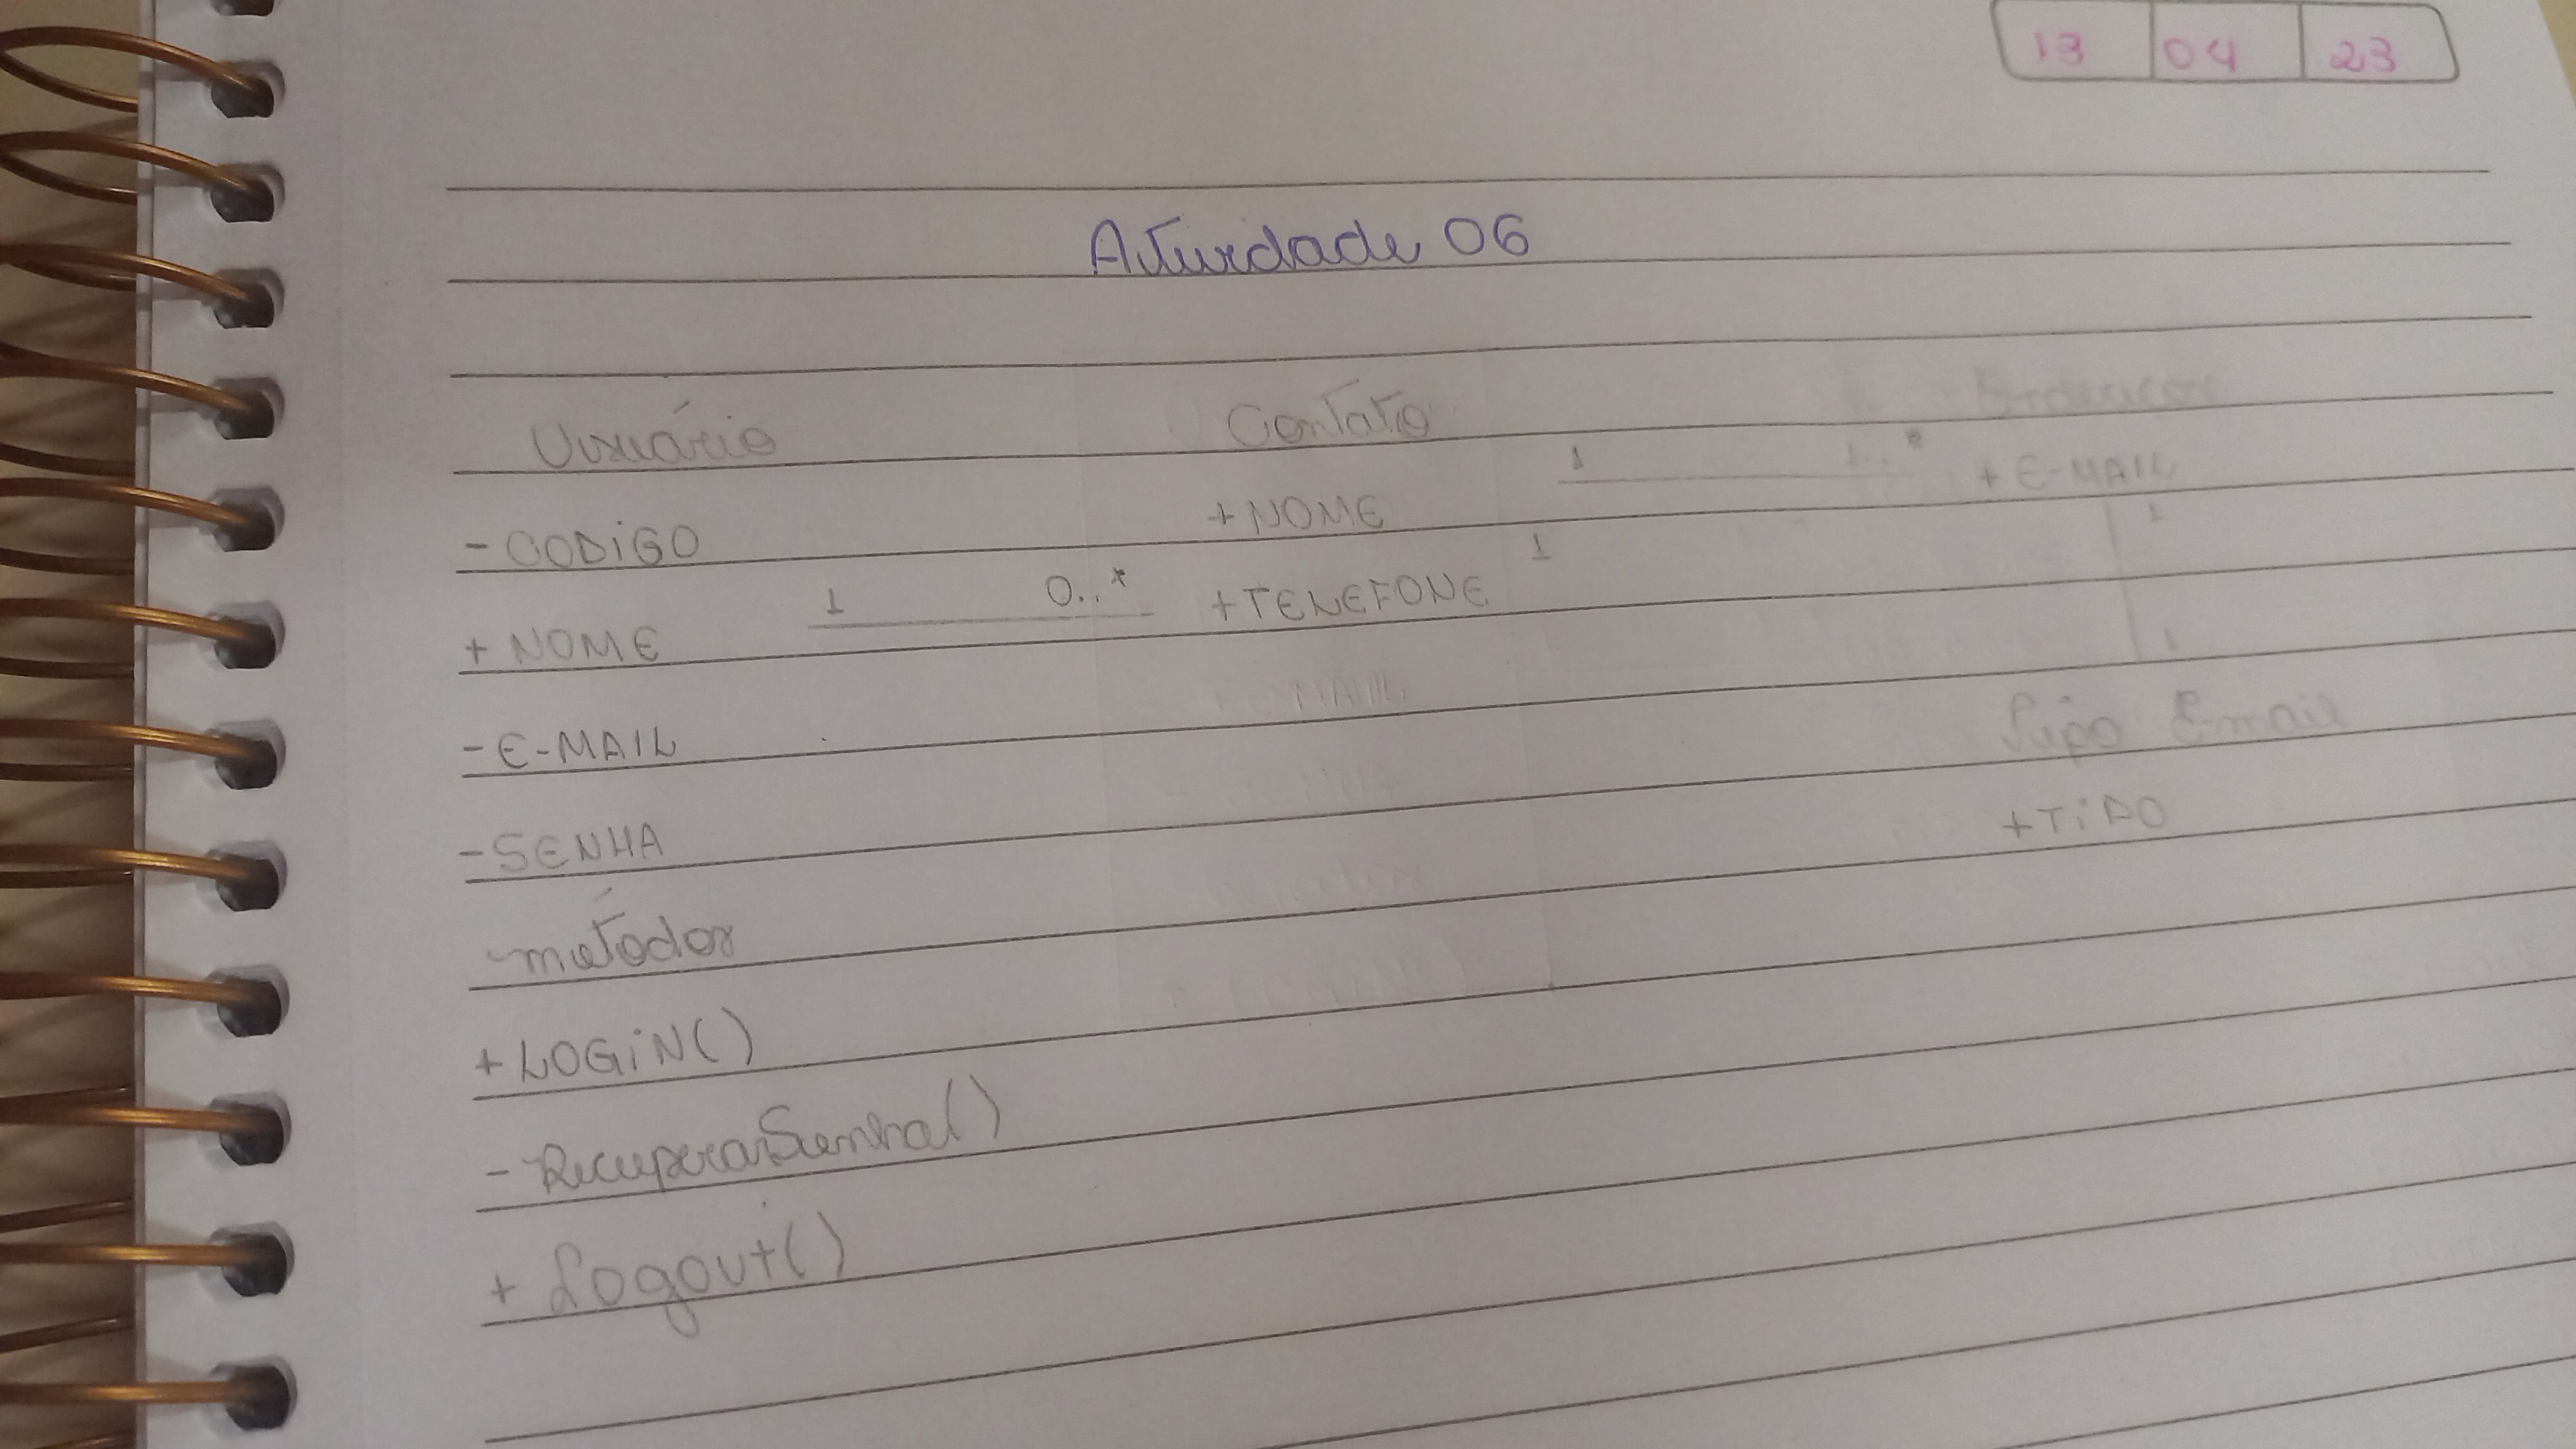 13 04 23
Atividade 06
Usuário Contato Endereços
- CODIGO + NOME 1 1..* + E-MAIL
+ NOME 1 0..* + TELEFONE 1 1
- E-MAIL 1
- SENHA Tipo Email
métodos + TiPO
+ LOGiN()
- RecuperarSenha()
+ Logout()